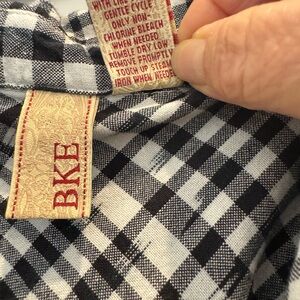 WITH LIKE
GENTLE CYCLE
ONLY NON-
CHLORINE BLEACH
WHEN NEEDED
TUMBLE DRY LOW
REMOVE PROMPTLY
TOUCH UP STEAM
IRON WHEN NEEDED
BKE